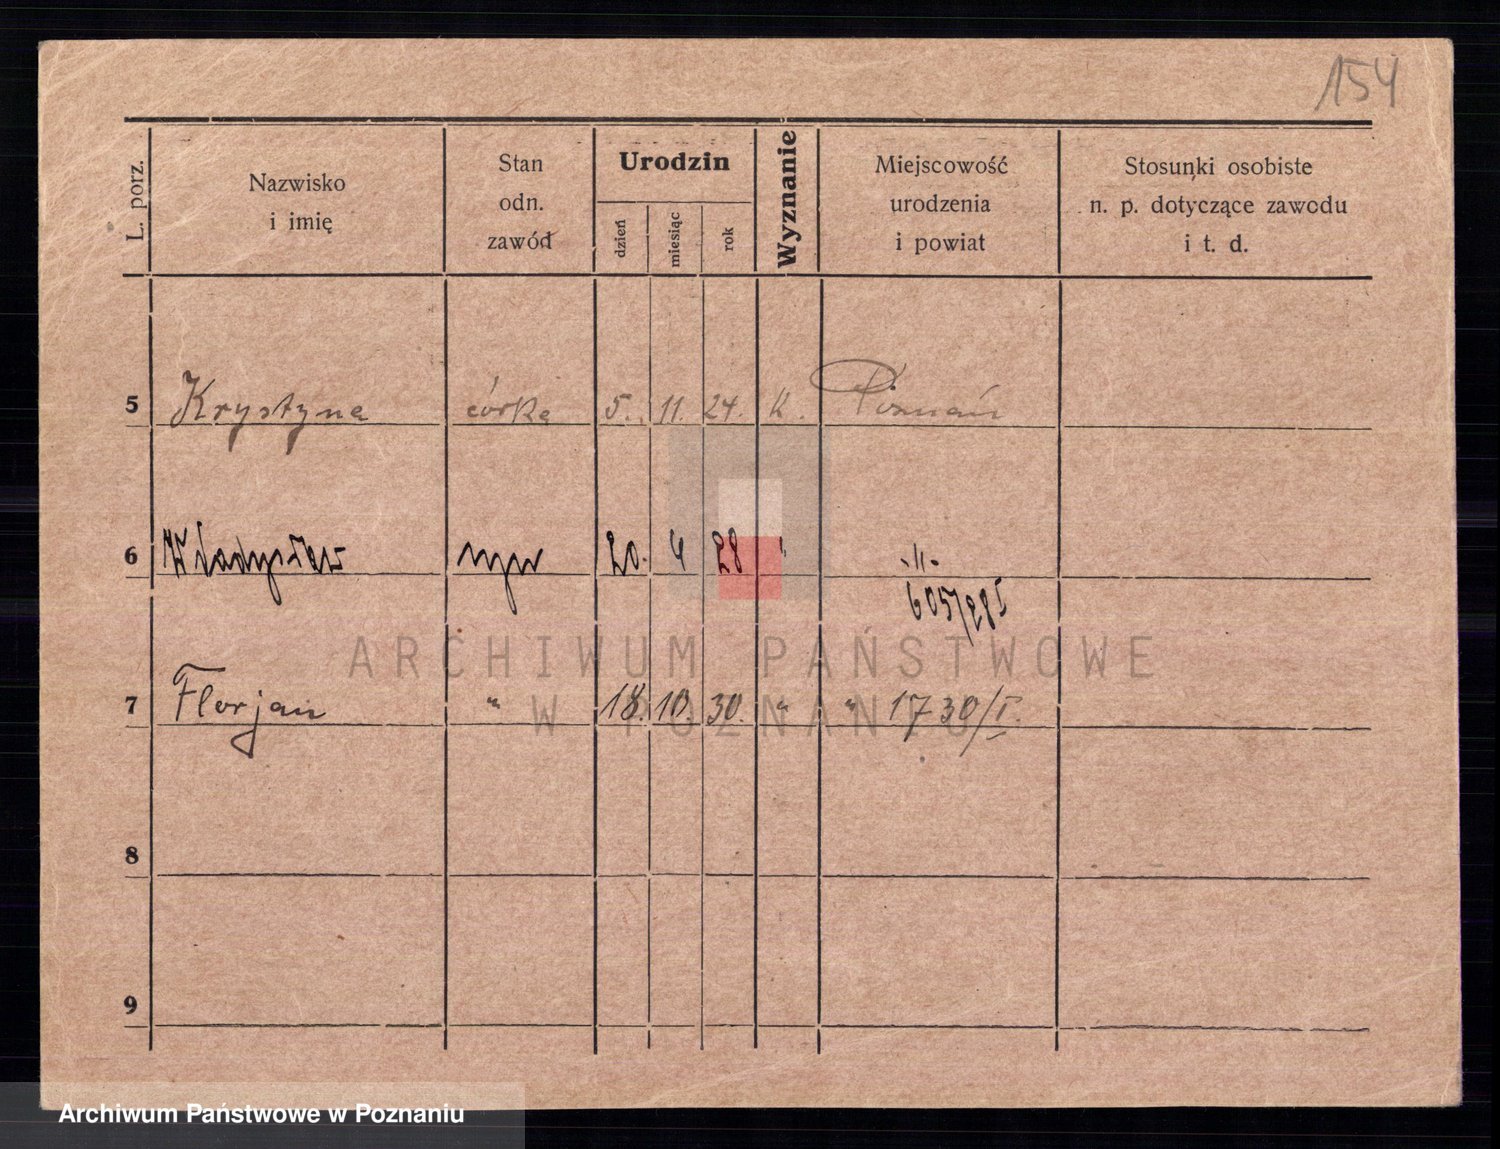 154
L. porz.
Nazwisko
i imię
Stan
odn.
zawód
Urodzin
dzień
miesiąc
rok
Wyznanie
Miejscowość
urodzenia
i powiat
Stosunki osobiste
n. p. dotyczące zawodu
i t. d.
5 Krystyna córka 5. 11. 24. K. Poznań
6 Władysław syn 20. 4 28 " -"-
605/28I
7 Florjan " 18. 10. 30. " " 1730/I.
8
9
ARCHIWUM PAŃSTWOWE
W POZNANIU
Archiwum Państwowe w Poznaniu